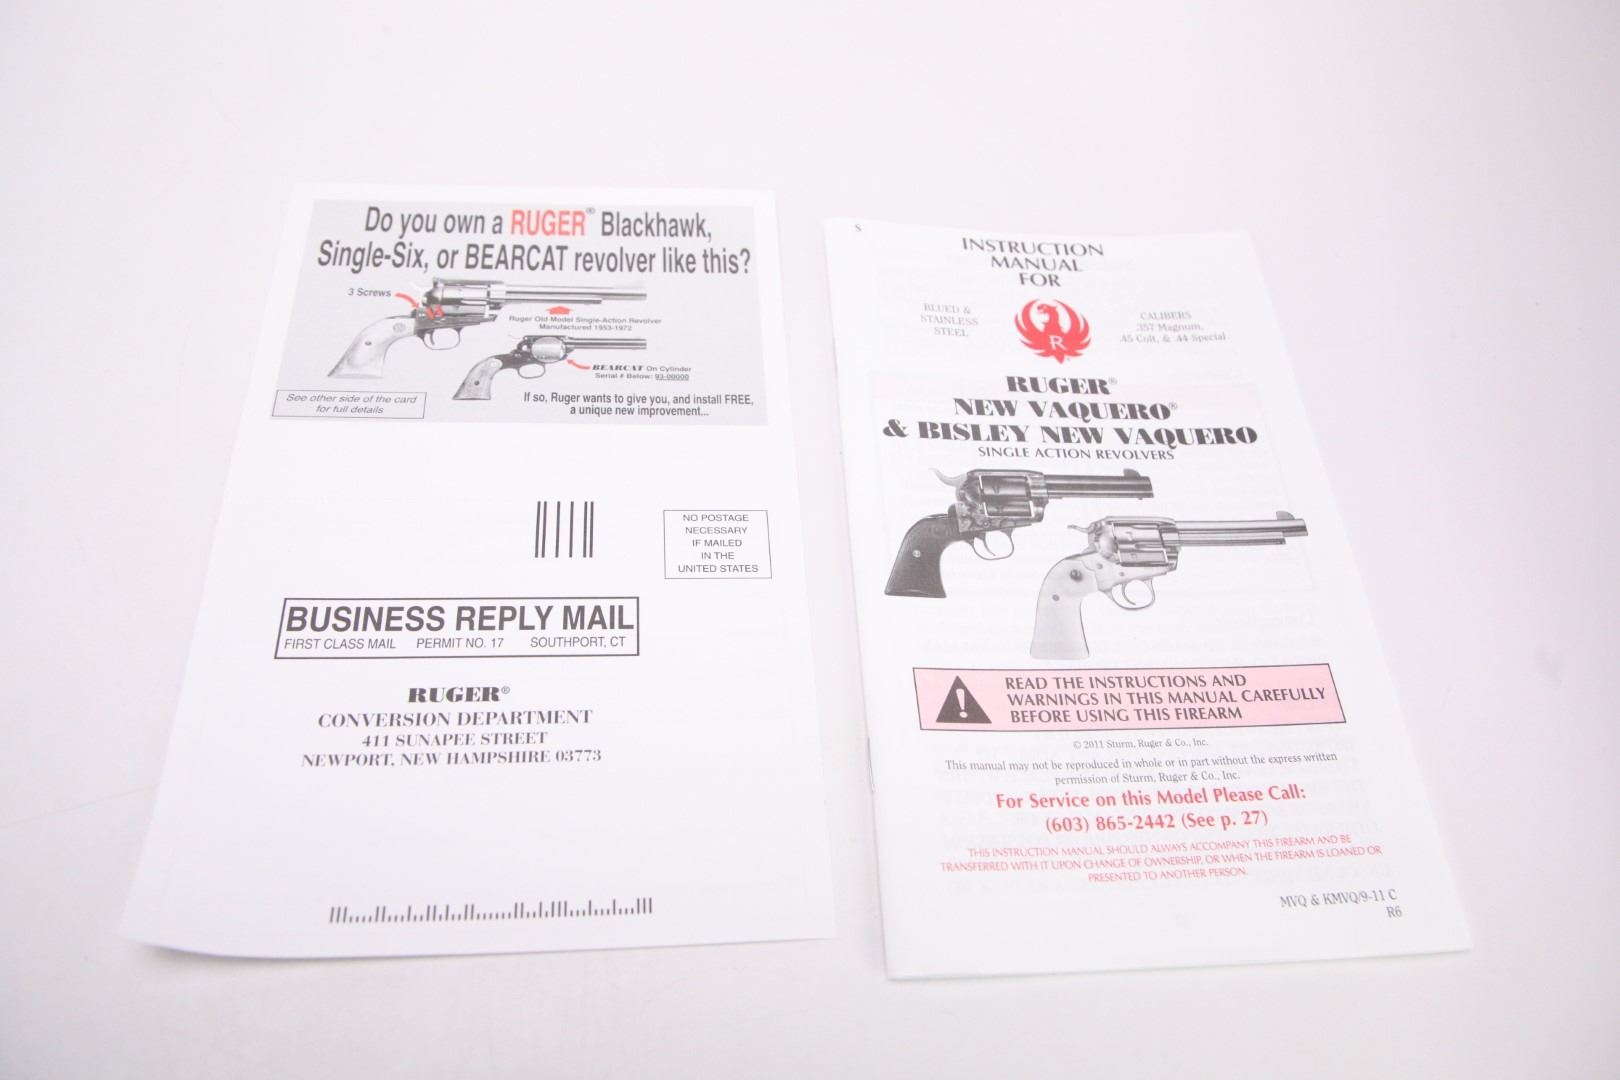 Do you own a RUGER® Blackhawk,
Single-Six, or BEARCAT revolver like this?
3 Screws
Ruger Old Model Single-Action Revolver
Manufactured 1953-1972
BEARCAT On Cylinder
Serial # Below: 93-00000
See other side of the card
for full details
If so, Ruger wants to give you, and install FREE,
a unique new improvement...
NO POSTAGE
NECESSARY
IF MAILED
IN THE
UNITED STATES
BUSINESS REPLY MAIL
FIRST CLASS MAIL PERMIT NO. 17 SOUTHPORT, CT
RUGER®
CONVERSION DEPARTMENT
411 SUNAPEE STREET
NEWPORT, NEW HAMPSHIRE 03773
S
INSTRUCTION
MANUAL
FOR
BLUED &
STAINLESS
STEEL
R
CALIBERS
357 Magnum,
.45 Colt, & .44 Special
RUGER®
NEW VAQUERO®
& BISLEY NEW VAQUERO
SINGLE ACTION REVOLVERS
READ THE INSTRUCTIONS AND
WARNINGS IN THIS MANUAL CAREFULLY
BEFORE USING THIS FIREARM
© 2011 Sturm, Ruger & Co., Inc.
This manual may not be reproduced in whole or in part without the express written
permission of Sturm, Ruger & Co., Inc.
For Service on this Model Please Call:
(603) 865-2442 (See p. 27)
THIS INSTRUCTION MANUAL SHOULD ALWAYS ACCOMPANY THIS FIREARM AND BE
TRANSFERRED WITH IT UPON CHANGE OF OWNERSHIP, OR WHEN THE FIREARM IS LOANED OR
PRESENTED TO ANOTHER PERSON.
MVQ & KMVQ/9-11 C
R6